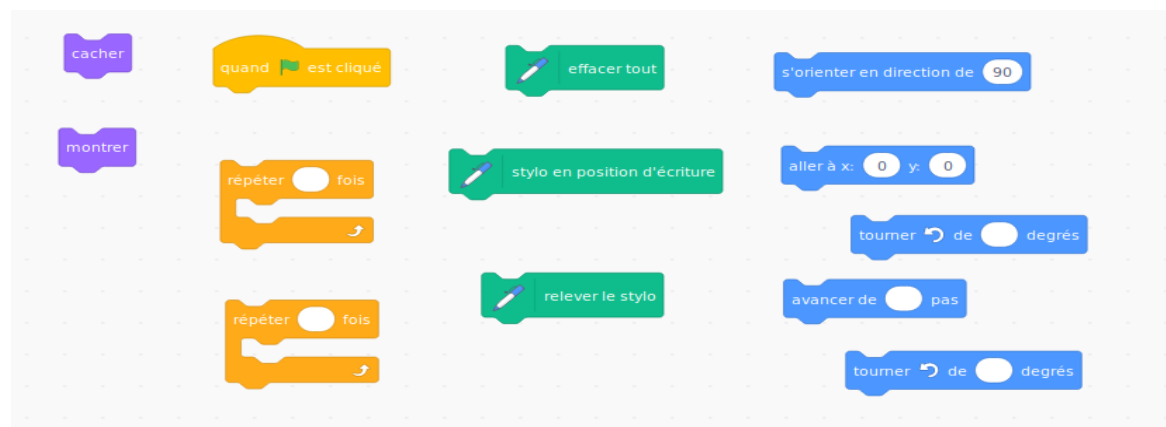 cacher
quand est cliqué
effacer tout
s'orienter en direction de 90
montrer
répéter fois
stylo en position d'écriture
aller à x: 0 y: 0
tourner de degrés
relever le stylo
avancer de pas
répéter fois
tourner de degrés